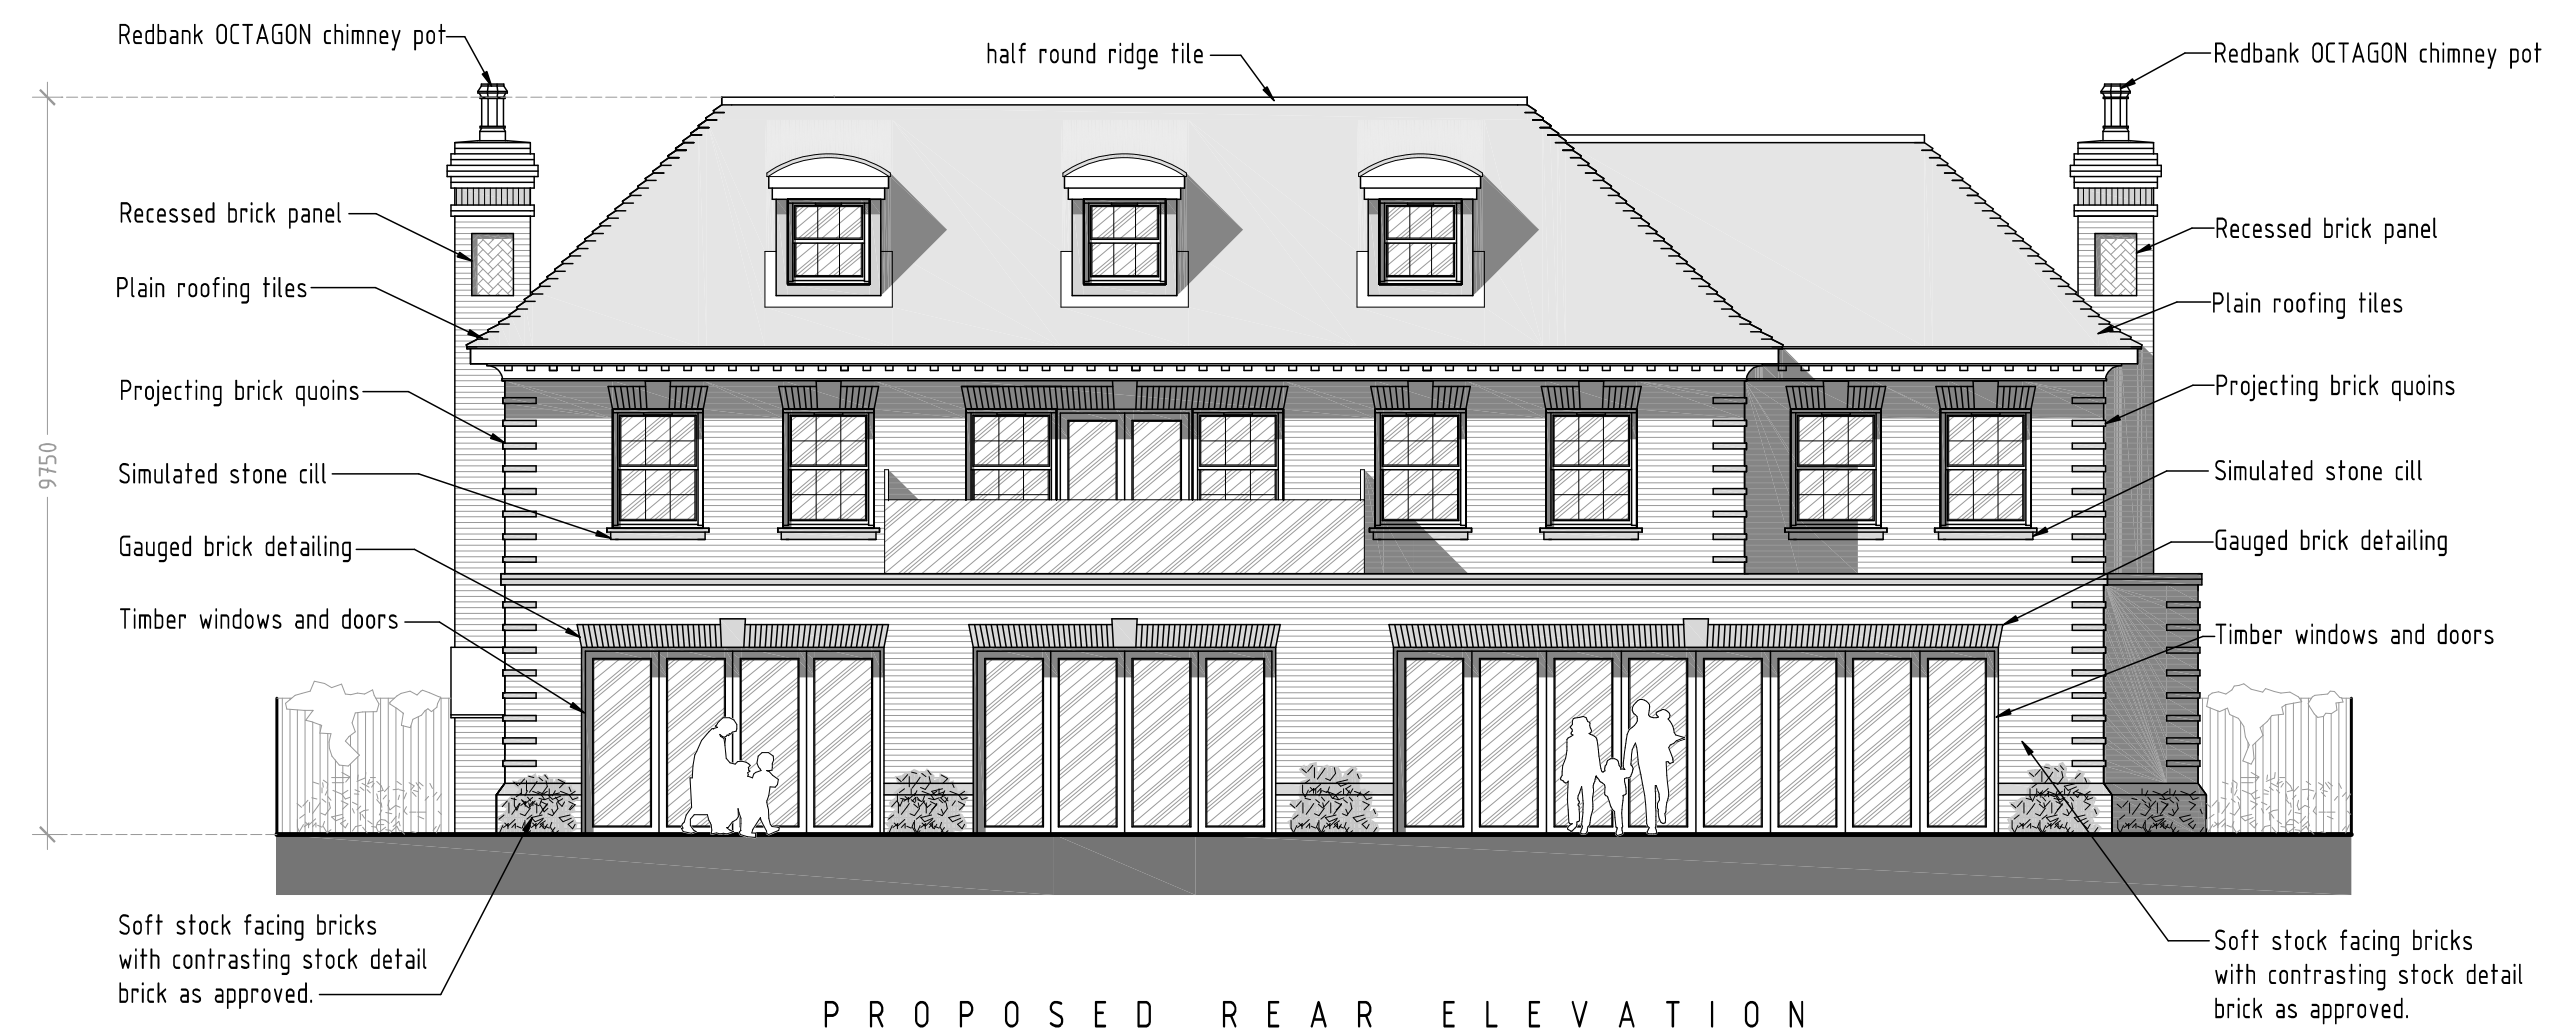 Redbank OCTAGON chimney pot
half round ridge tile
Redbank OCTAGON chimney pot
Recessed brick panel
Recessed brick panel
Plain roofing tiles
Plain roofing tiles
Projecting brick quoins
Projecting brick quoins
9750
Simulated stone cill
Simulated stone cill
Gauged brick detailing
Gauged brick detailing
Timber windows and doors
Timber windows and doors
Soft stock facing bricks
with contrasting stock detail
brick as approved.
Soft stock facing bricks
with contrasting stock detail
brick as approved.
PROPOSED REAR ELEVATION